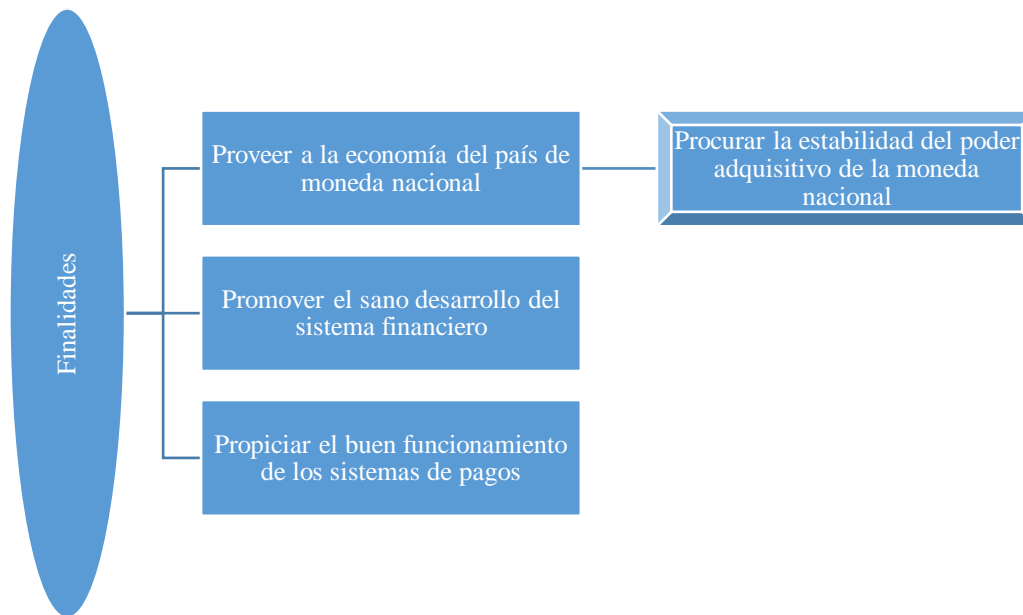 Finalidades
Proveer a la economía del país de
moneda nacional
Procurar la estabilidad del poder
adquisitivo de la moneda
nacional
Promover el sano desarrollo del
sistema financiero
Propiciar el buen funcionamiento
de los sistemas de pagos